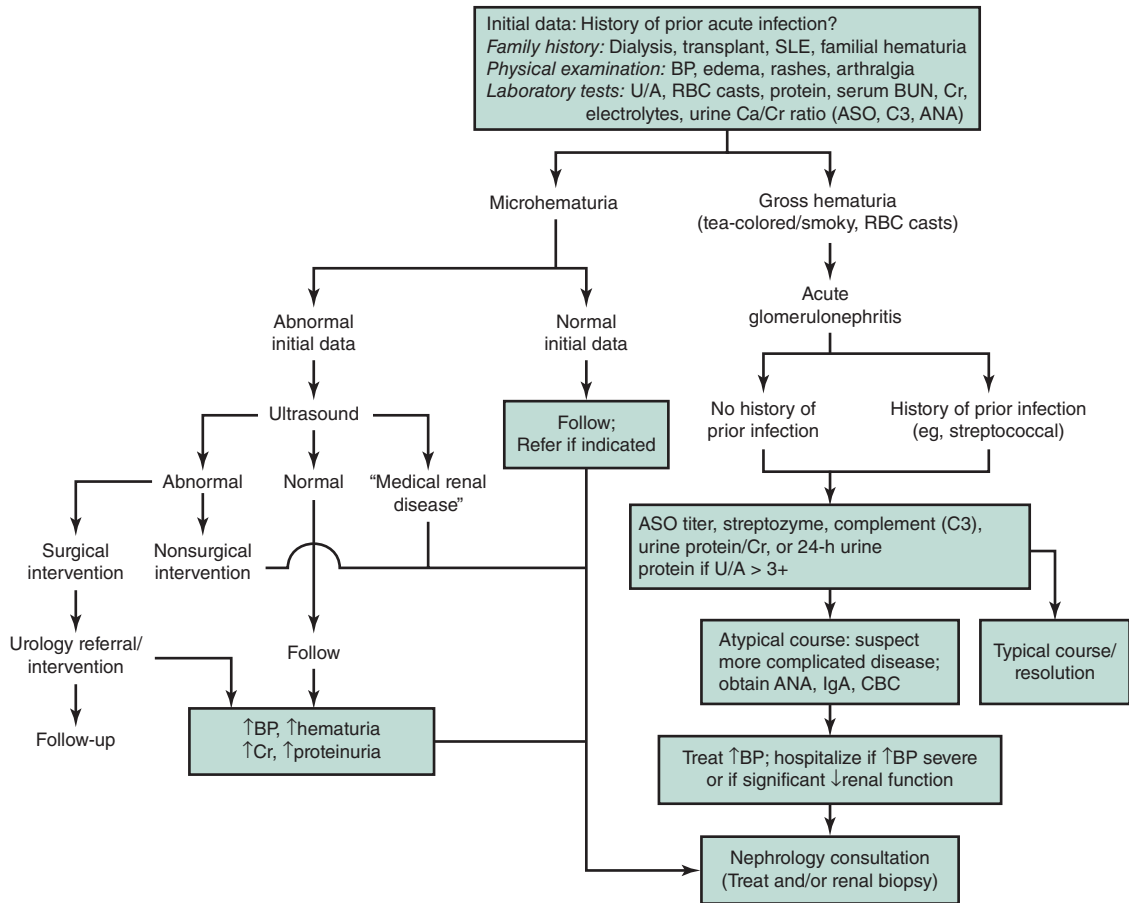 Initial data: History of prior acute infection?
Family history: Dialysis, transplant, SLE, familial hematuria
Physical examination: BP, edema, rashes, arthralgia
Laboratory tests: U/A, RBC casts, protein, serum BUN, Cr,
electrolytes, urine Ca/Cr ratio (ASO, C3, ANA)
Microhematuria
Gross hematuria
(tea-colored/smoky, RBC casts)
Abnormal
initial data
Normal
initial data
Acute
glomerulonephritis
Ultrasound
Follow;
Refer if indicated
No history of
prior infection
History of prior infection
(eg, streptococcal)
Abnormal
Normal
“Medical renal
disease”
Surgical
intervention
Nonsurgical
intervention
ASO titer, streptozyme, complement (C3),
urine protein/Cr, or 24-h urine
protein if U/A > 3+
Urology referral/
intervention
Follow
Atypical course: suspect
more complicated disease;
obtain ANA, IgA, CBC
Typical course/
resolution
Follow-up
↑BP, ↑hematuria
↑Cr, ↑proteinuria
Treat ↑BP; hospitalize if ↑BP severe
or if significant ↓renal function
Nephrology consultation
(Treat and/or renal biopsy)